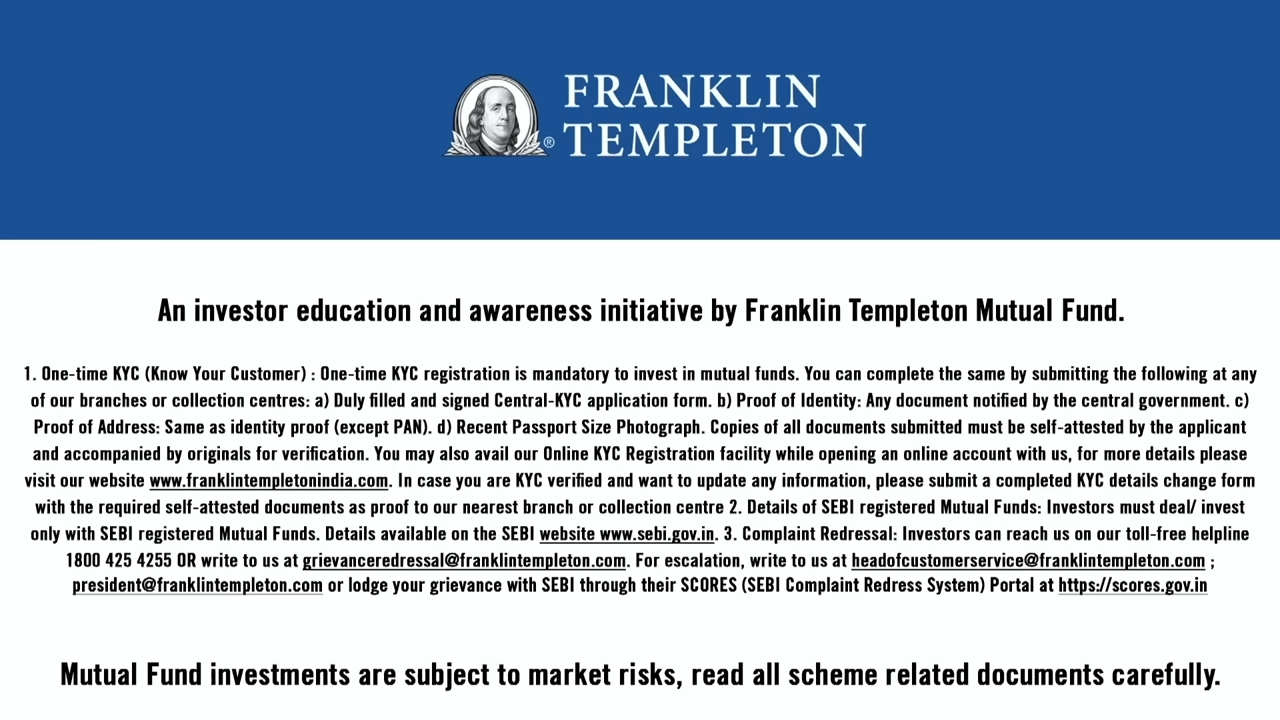 FRANKLIN
TEMPLETON
®
An investor education and awareness initiative by Franklin Templeton Mutual Fund.
1. One-time KYC (Know Your Customer) : One-time KYC registration is mandatory to invest in mutual funds. You can complete the same by submitting the following at any
of our branches or collection centres: a) Duly filled and signed Central-KYC application form. b) Proof of Identity: Any document notified by the central government. c)
Proof of Address: Same as identity proof (except PAN). d) Recent Passport Size Photograph. Copies of all documents submitted must be self-attested by the applicant
and accompanied by originals for verification. You may also avail our Online KYC Registration facility while opening an online account with us, for more details please
visit our website www.franklintempletonindia.com. In case you are KYC verified and want to update any information, please submit a completed KYC details change form
with the required self-attested documents as proof to our nearest branch or collection centre 2. Details of SEBI registered Mutual Funds: Investors must deal/ invest
only with SEBI registered Mutual Funds. Details available on the SEBI website www.sebi.gov.in. 3. Complaint Redressal: Investors can reach us on our toll-free helpline
1800 425 4255 OR write to us at grievanceredressal@franklintempleton.com. For escalation, write to us at headofcustomerservice@franklintempleton.com ;
president@franklintempleton.com or lodge your grievance with SEBI through their SCORES (SEBI Complaint Redress System) Portal at https://scores.gov.in
Mutual Fund investments are subject to market risks, read all scheme related documents carefully.